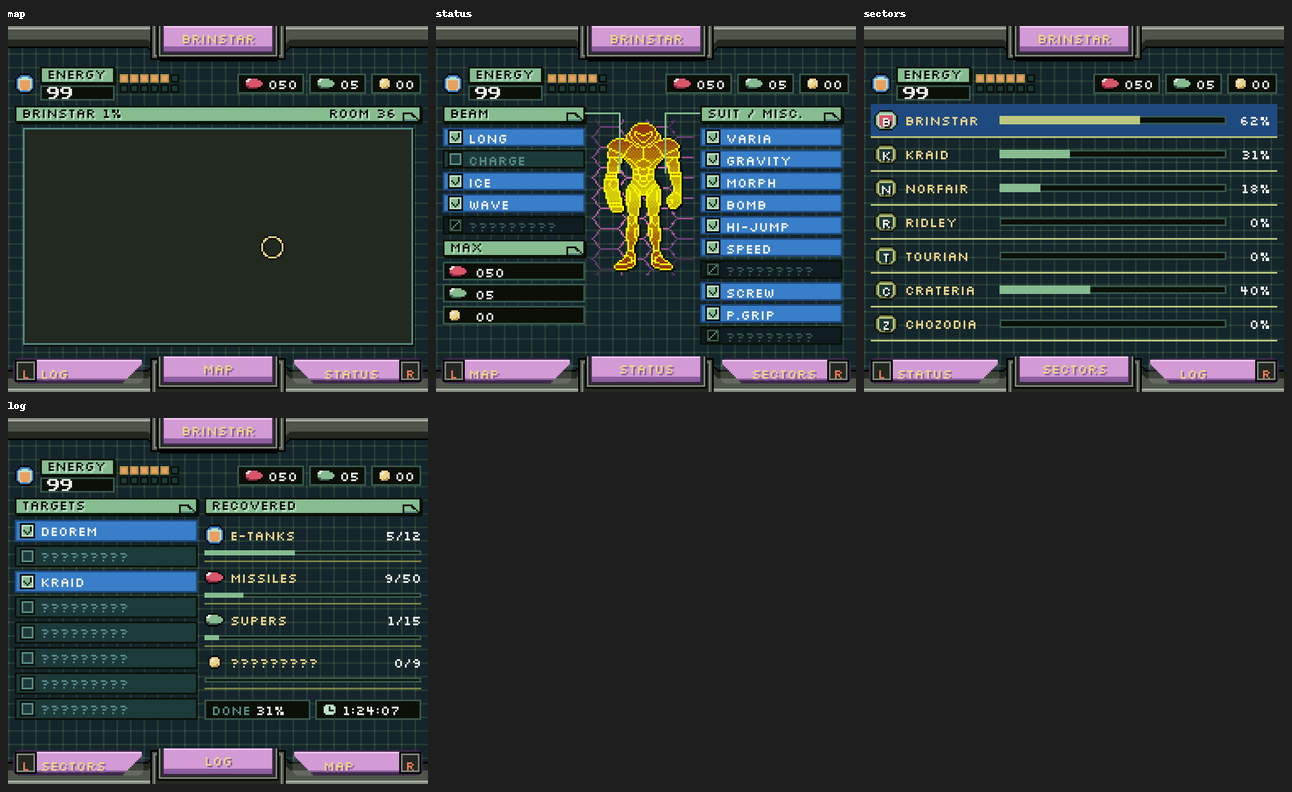 map
BRINSTAR
ENERGY
99
050 05 00
BRINSTAR 1% ROOM 36
L LOG MAP STATUS R
status
BRINSTAR
ENERGY
99
050 05 00
BEAM
LONG
CHARGE
ICE
WAVE
?????????
MAX
050
05
00
SUIT / MISC.
VARIA
GRAVITY
MORPH
BOMB
HI-JUMP
SPEED
?????????
SCREW
P.GRIP
?????????
L MAP STATUS SECTORS R
sectors
BRINSTAR
ENERGY
99
050 05 00
B BRINSTAR 62%
K KRAID 31%
N NORFAIR 18%
R RIDLEY 0%
T TOURIAN 0%
C CRATERIA 40%
Z CHOZODIA 0%
L STATUS SECTORS LOG R
log
BRINSTAR
ENERGY
99
050 05 00
TARGETS
DEOREM
?????????
KRAID
?????????
?????????
?????????
?????????
?????????
RECOVERED
E-TANKS 5/12
MISSILES 9/50
SUPERS 1/15
????????? 0/9
DONE 31% 1:24:07
L SECTORS LOG MAP R